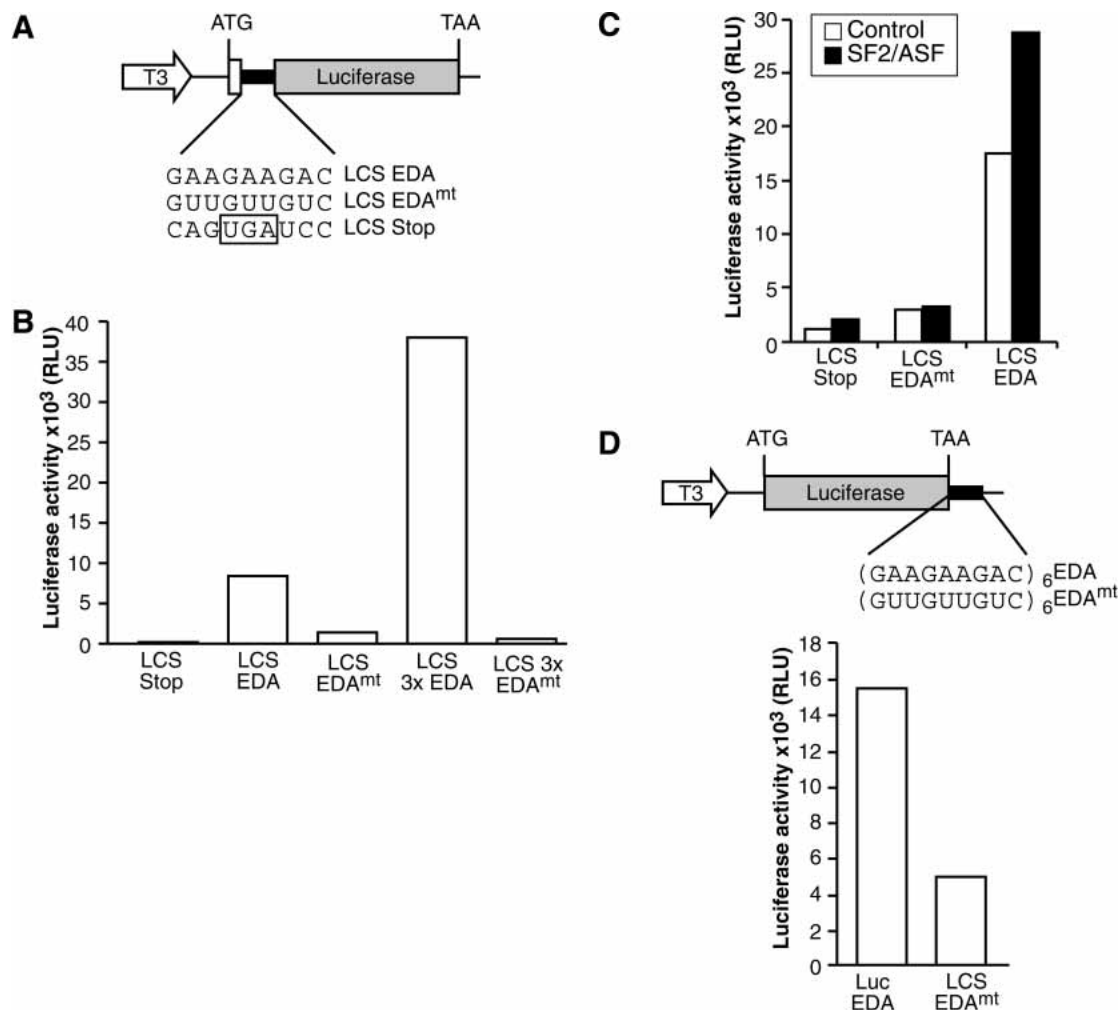 A
ATG
TAA
T3
Luciferase
GAAGAAGAC LCS EDA
GUUGUUGUC LCS EDAmt
CAGUGAUCC LCS Stop
B
Luciferase activity x10³ (RLU)
40
35
30
25
20
15
10
5
0
LCS
Stop
LCS
EDA
LCS
EDAmt
LCS
3x EDA
LCS 3x
EDAmt
C
Luciferase activity x10³ (RLU)
30
25
20
15
10
5
0
Control
SF2/ASF
LCS
Stop
LCS
EDAmt
LCS
EDA
D
ATG
TAA
T3
Luciferase
(GAAGAAGAC)6EDA
(GUUGUUGUC)6EDAmt
Luciferase activity x10³ (RLU)
18
16
14
12
10
8
6
4
2
0
Luc
EDA
LCS
EDAmt